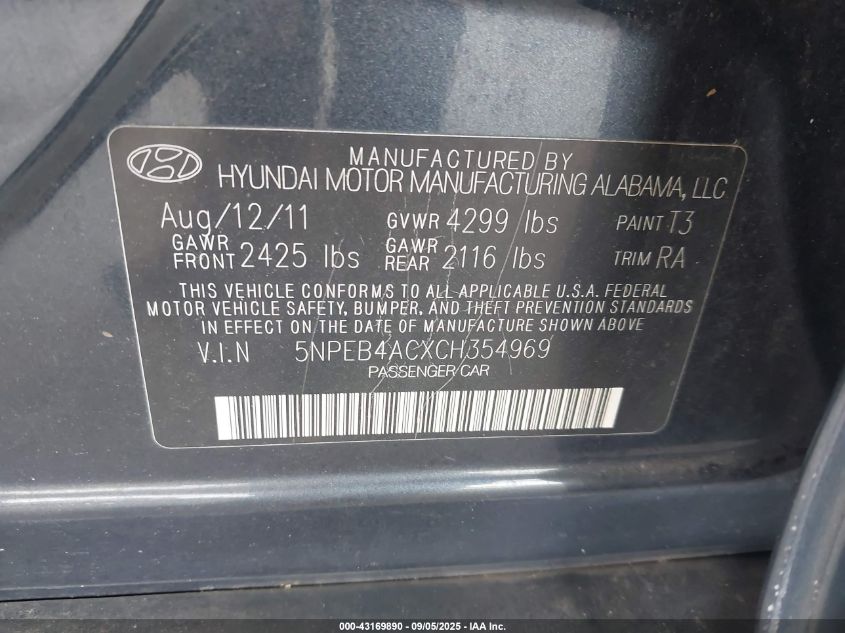 MANUFACTURED BY
HYUNDAI MOTOR MANUFACTURING ALABAMA, LLC
Aug/12/11 GVWR 4299 lbs PAINT T3
GAWR FRONT 2425 lbs GAWR REAR 2116 lbs TRIM RA
THIS VEHICLE CONFORMS TO ALL APPLICABLE U.S.A. FEDERAL
MOTOR VEHICLE SAFETY, BUMPER, AND THEFT PREVENTION STANDARDS
IN EFFECT ON THE DATE OF MANUFACTURE SHOWN ABOVE
V.I.N 5NPEB4ACXCH354969
PASSENGER CAR
000-43169890 - 09/05/2025 - IAA Inc.